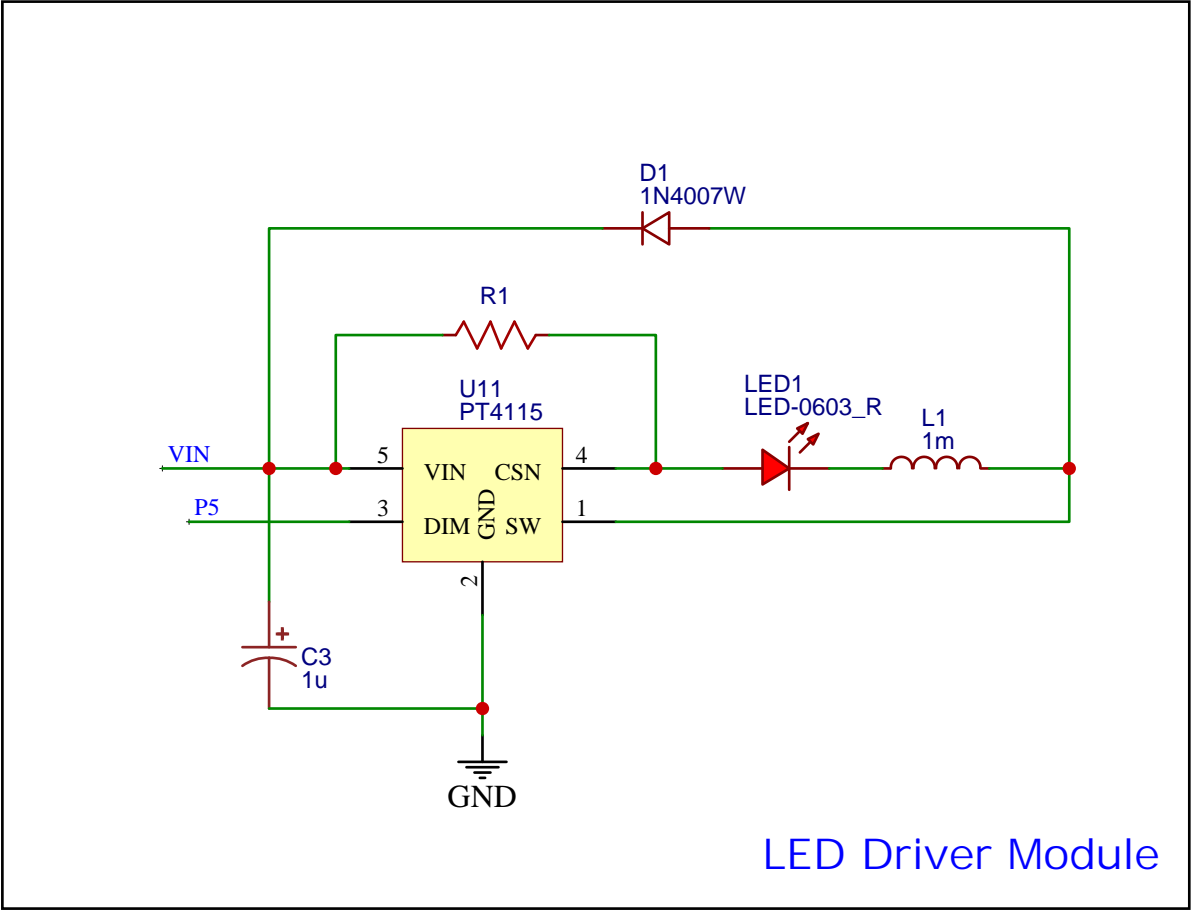 D1
1N4007W
R1
U11
PT4115
LED1
LED-0603_R
L1
1m
VIN
5
VIN
CSN
4
P5
3
DIM
GND
SW
1
2
+
C3
1u
GND
LED Driver Module